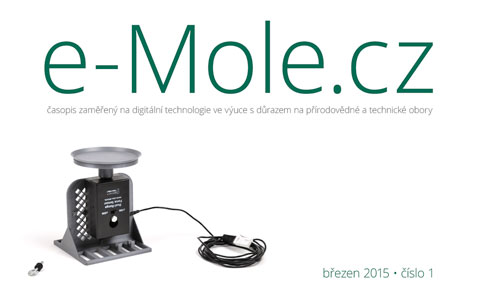 e-Mole.cz
časopis zaměřený na digitální technologie ve výuce s důrazem na přírodovědné a technické obory
březen 2015 • číslo 1